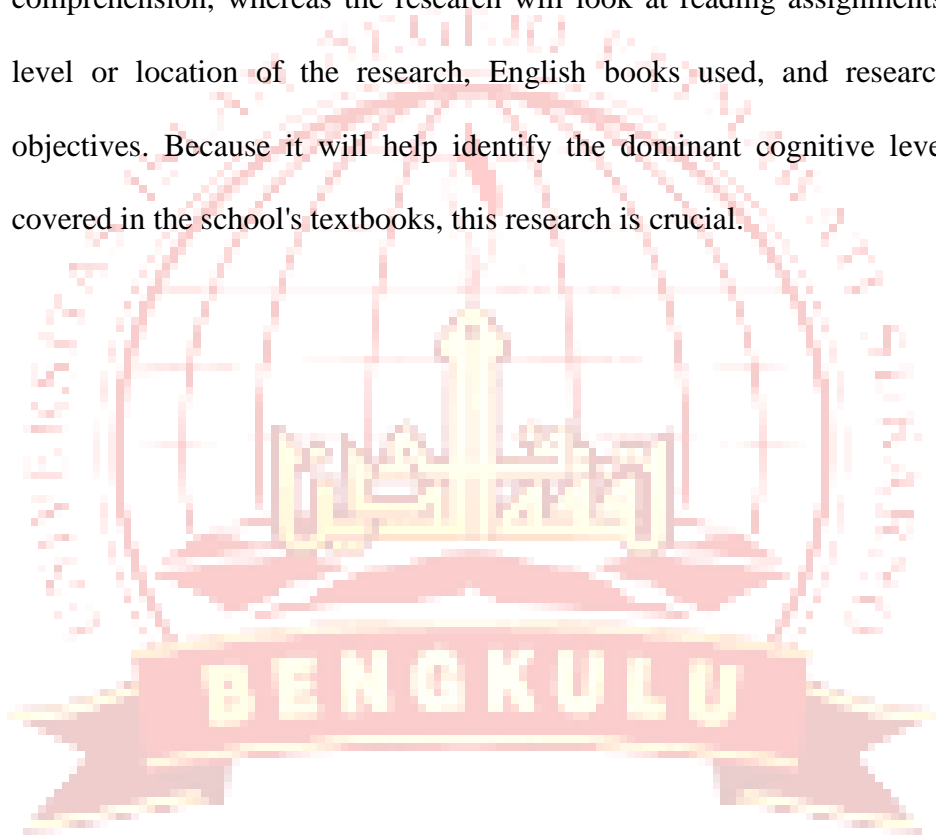 comprehension, whereas the research will look at reading assignments
level or location of the research, English books used, and researc
objectives. Because it will help identify the dominant cognitive leve
covered in the school's textbooks, this research is crucial.
BENGKULU